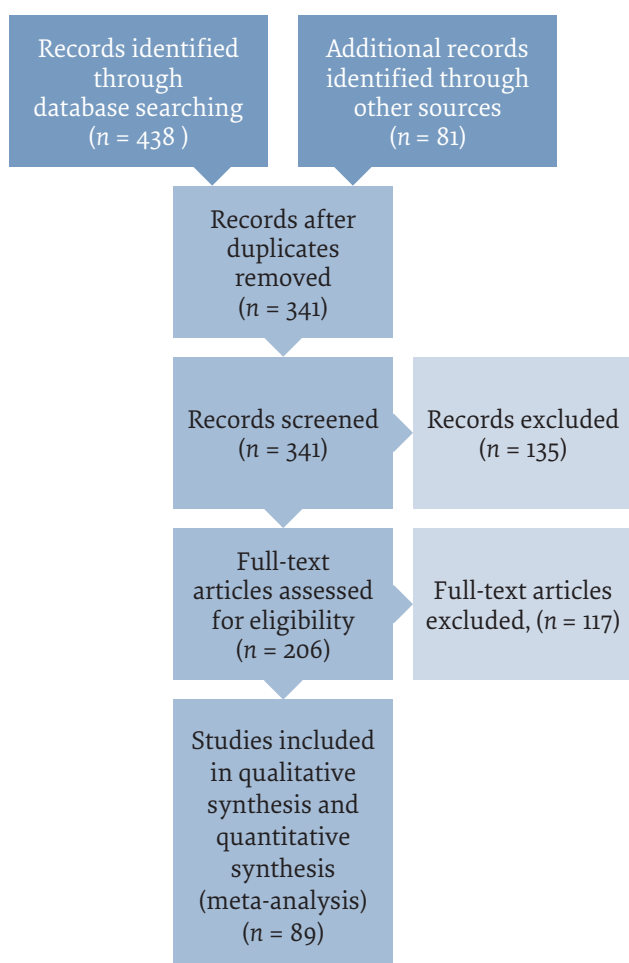 Records identified
through
database searching
(n = 438 )
Additional records
identified through
other sources
(n = 81)
Records after
duplicates
removed
(n = 341)
Records screened
(n = 341)
Records excluded
(n = 135)
Full-text
articles assessed
for eligibility
(n = 206)
Full-text articles
excluded, (n = 117)
Studies included
in qualitative
synthesis and
quantitative
synthesis
(meta-analysis)
(n = 89)